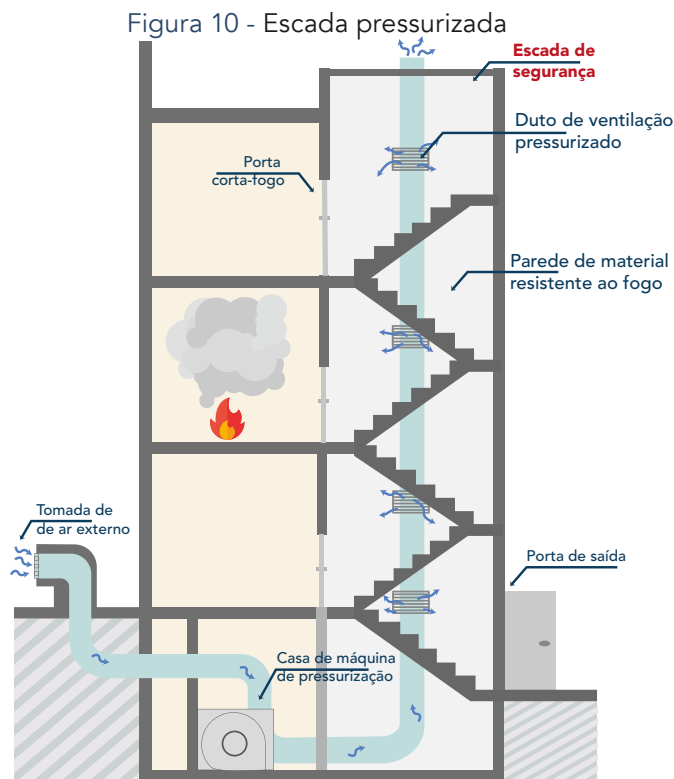 Figura 10 - Escada pressurizada
Escada de
segurança
Duto de ventilação
pressurizado
Porta
corta-fogo
Parede de material
resistente ao fogo
Tomada de
de ar externo
Porta de saída
Casa de máquina
de pressurização